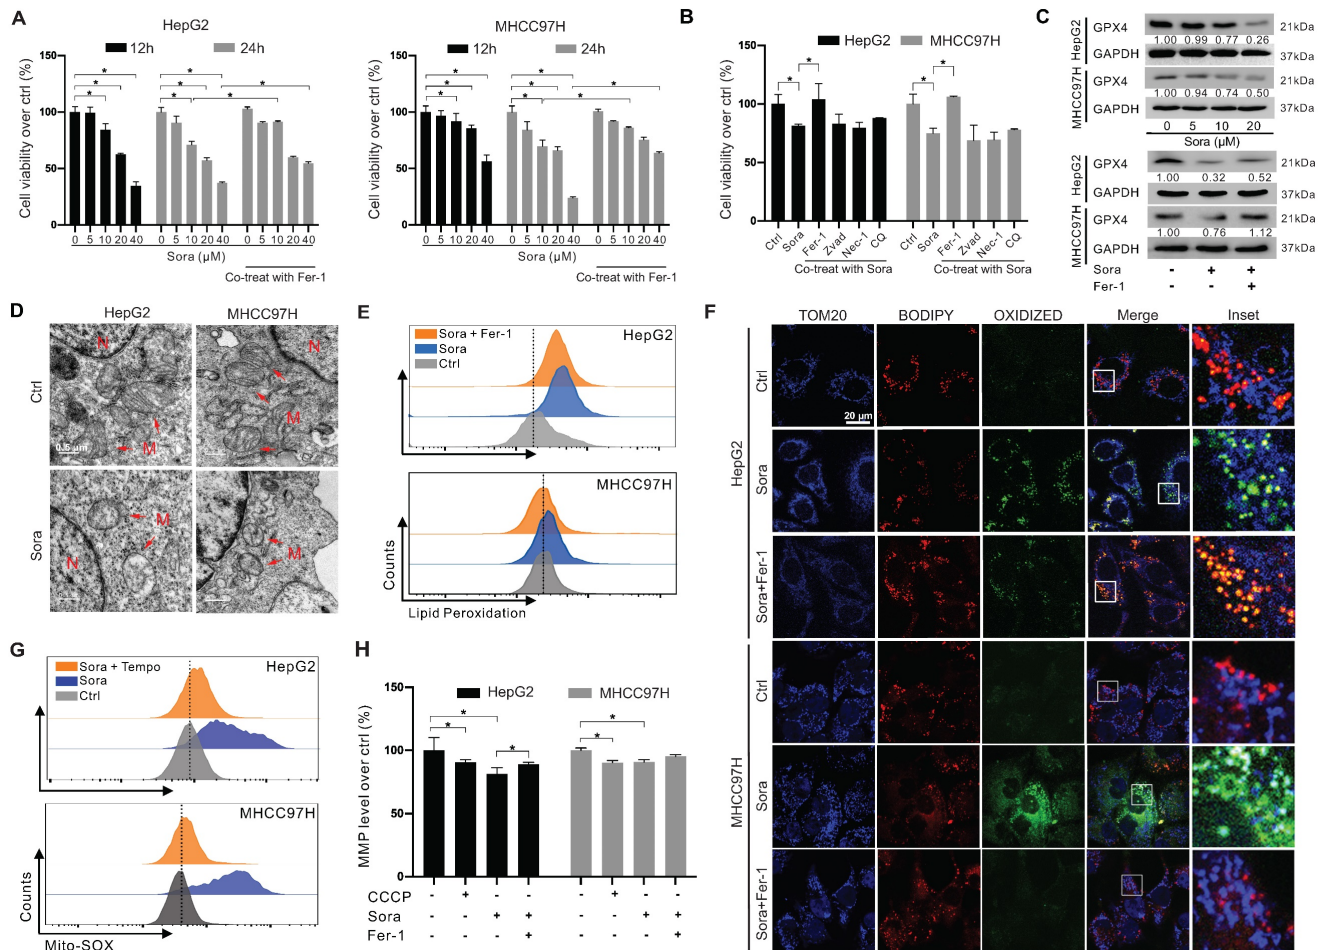 A
HepG2
12h
24h
Cell viability over ctrl (%)
150
100
50
0
* * * * * * * *
0 5 10 20 40 0 5 10 20 40 0 5 10 20 40
Sora (µM)
Co-treat with Fer-1
MHCC97H
12h
24h
Cell viability over ctrl (%)
150
100
50
0
* * * * * * * *
0 5 10 20 40 0 5 10 20 40 0 5 10 20 40
Sora (µM)
Co-treat with Fer-1
B
HepG2 MHCC97H
Cell viability over ctrl (%)
150
100
50
0
* * * *
Ctrl Sora Fer-1 Zvad Nec-1 CQ Ctrl Sora Fer-1 Zvad Nec-1 CQ
Co-treat with Sora Co-treat with Sora
C
HepG2
GPX4 21kDa
1.00 0.99 0.77 0.26
GAPDH 37kDa
MHCC97H
GPX4 21kDa
1.00 0.94 0.74 0.50
GAPDH 37kDa
0 5 10 20
Sora (µM)
HepG2
GPX4 21kDa
1.00 0.32 0.52
GAPDH 37kDa
MHCC97H
GPX4 21kDa
1.00 0.76 1.12
GAPDH 37kDa
Sora - + +
Fer-1 - - +
D
HepG2 MHCC97H
Ctrl
N
M
0.5 µm
N
M
Sora
N
M
M
E
Sora + Fer-1
Sora
Ctrl
HepG2
MHCC97H
Counts
Lipid Peroxidation
F
TOM20 BODIPY OXIDIZED Merge Inset
HepG2
Ctrl
20 µm
Sora
Sora+Fer-1
MHCC97H
Ctrl
Sora
Sora+Fer-1
G
Sora + Tempo
Sora
Ctrl
HepG2
MHCC97H
Counts
Mito-SOX
H
HepG2 MHCC97H
MMP level over ctrl (%)
150
100
50
0
* * * * *
CCCP - + - - - + - -
Sora - - + + - - + +
Fer-1 - - - + - - - +